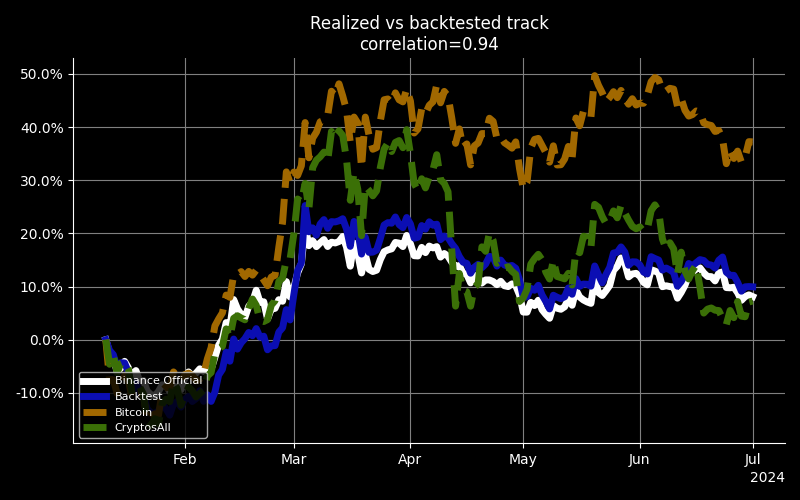 Realized vs backtested track
correlation=0.94
50.0%
40.0%
30.0%
20.0%
10.0%
0.0%
-10.0%
Binance Official
Backtest
Bitcoin
CryptosAll
Feb
Mar
Apr
May
Jun
Jul
2024